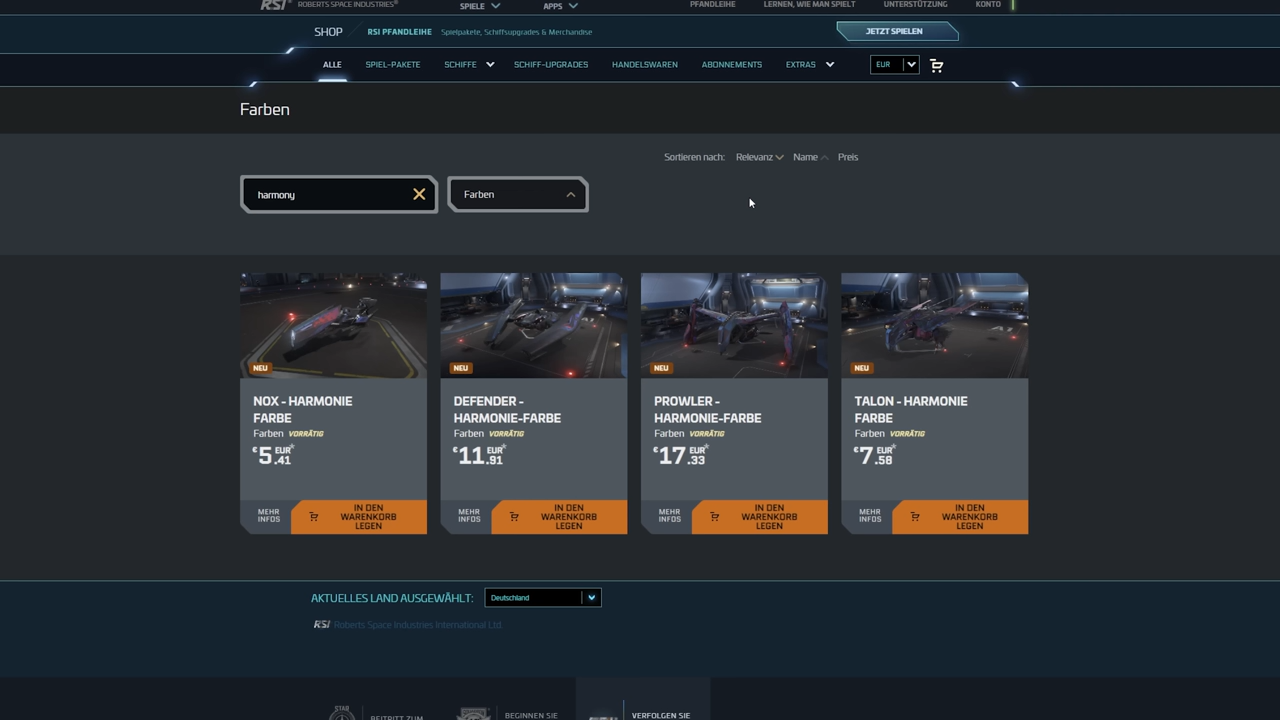 RSI ROBERTS SPACE INDUSTRIES®
SPIELE
APPS
PFANDLEIHE
LERNEN, WIE MAN SPIELT
UNTERSTÜTZUNG
KONTO
SHOP
RSI PFANDLEIHE
Spielpakete, Schiffsupgrades & Merchandise
JETZT SPIELEN
ALLE
SPIEL-PAKETE
SCHIFFE
SCHIFF-UPGRADES
HANDELSWAREN
ABONNEMENTS
EXTRAS
EUR
Farben
Sortieren nach: Relevanz Name Preis
harmony
Farben
NEU
NOX - HARMONIE
FARBE
Farben VORRÄTIG
€5.41 EUR*
MEHR
INFOS
IN DEN
WARENKORB
LEGEN
NEU
DEFENDER -
HARMONIE-FARBE
Farben VORRÄTIG
€11.91 EUR*
MEHR
INFOS
IN DEN
WARENKORB
LEGEN
NEU
PROWLER -
HARMONIE-FARBE
Farben VORRÄTIG
€17.33 EUR*
MEHR
INFOS
IN DEN
WARENKORB
LEGEN
NEU
TALON - HARMONIE
FARBE
Farben VORRÄTIG
€7.58 EUR*
MEHR
INFOS
IN DEN
WARENKORB
LEGEN
AKTUELLES LAND AUSGEWÄHLT:
Deutschland
RSI Roberts Space Industries International Ltd.
STAR
BEITRITT ZUM
BEGINNEN SIE
VERFOLGEN SIE